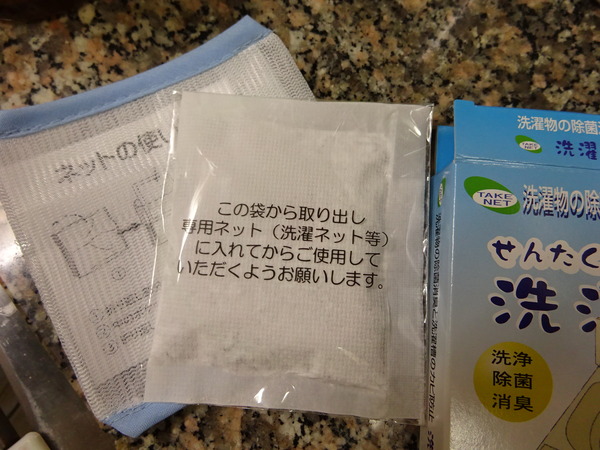 ネットの使い
この袋から取り出し
専用ネット（洗濯ネット等）
に入れてからご使用して
いただくようお願いします。
洗濯物の除菌
TAKE NET
洗濯
TAKE
NET
洗濯物の除
せんたく
洗
洗浄
除菌
消臭